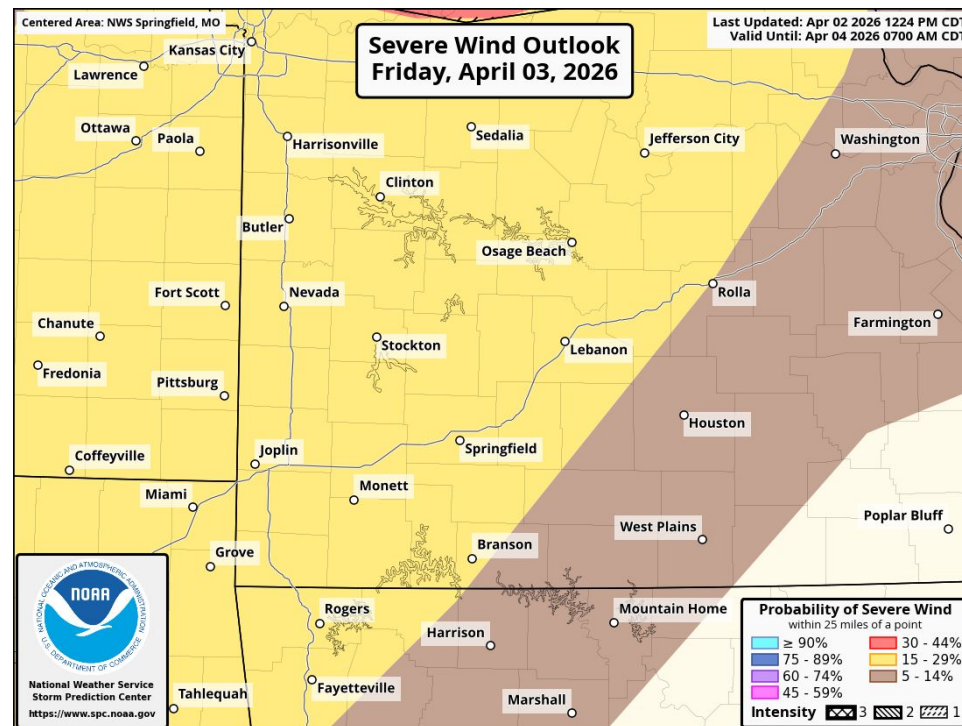 Centered Area: NWS Springfield, MO
Last Updated: Apr 02 2026 1224 PM CDT
Valid Until: Apr 04 2026 0700 AM CDT
Severe Wind Outlook
Friday, April 03, 2026
Kansas City
Lawrence
Ottawa
Paola
Harrisonville
Sedalia
Jefferson City
Washington
Clinton
Butler
Osage Beach
Fort Scott
Nevada
Rolla
Chanute
Farmington
Stockton
Lebanon
Fredonia
Pittsburg
Houston
Coffeyville
Joplin
Springfield
Miami
Monett
West Plains
Poplar Bluff
Grove
Branson
Rogers
Harrison
Mountain Home
Tahlequah
Fayetteville
Marshall
NATIONAL OCEANIC AND ATMOSPHERIC ADMINISTRATION
U.S. DEPARTMENT OF COMMERCE
NOAA
National Weather Service
Storm Prediction Center
https://www.spc.noaa.gov
Probability of Severe Wind
within 25 miles of a point
≥ 90% 30 - 44%
75 - 89% 15 - 29%
60 - 74% 5 - 14%
45 - 59%
Intensity 3 2 1